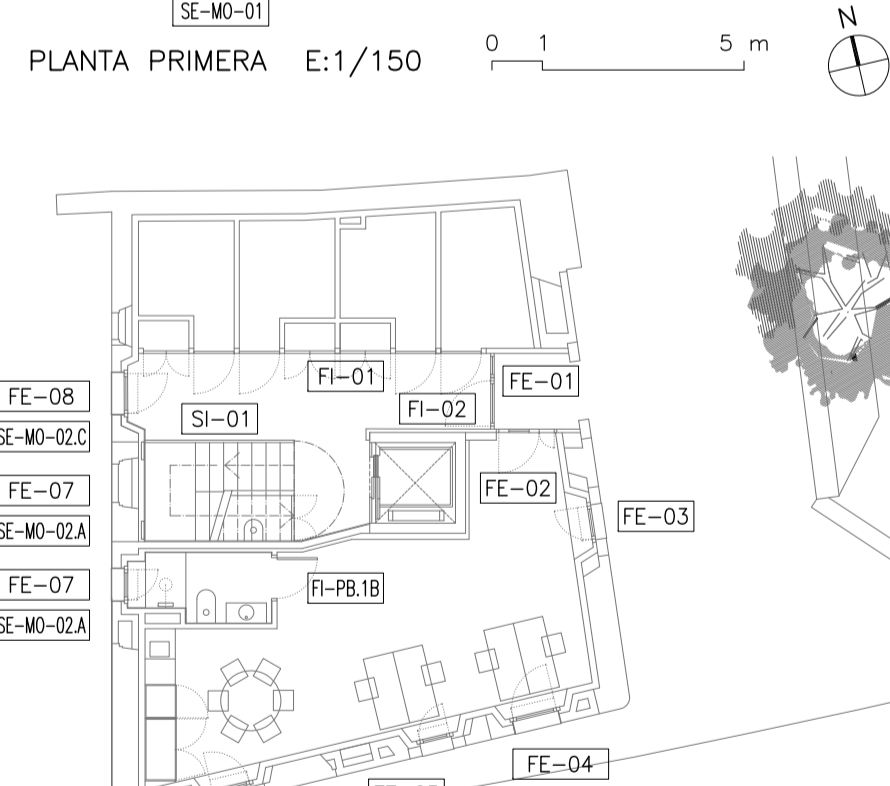 SE-MO-01
PLANTA PRIMERA E:1/150
0 1 5 m
N
FI-01
FE-01
FE-08
FI-02
SI-01
SE-MO-02.C
FE-07
FE-02
SE-MO-02.A
FE-03
FE-07
FI-PB.1B
SE-MO-02.A
FE-04